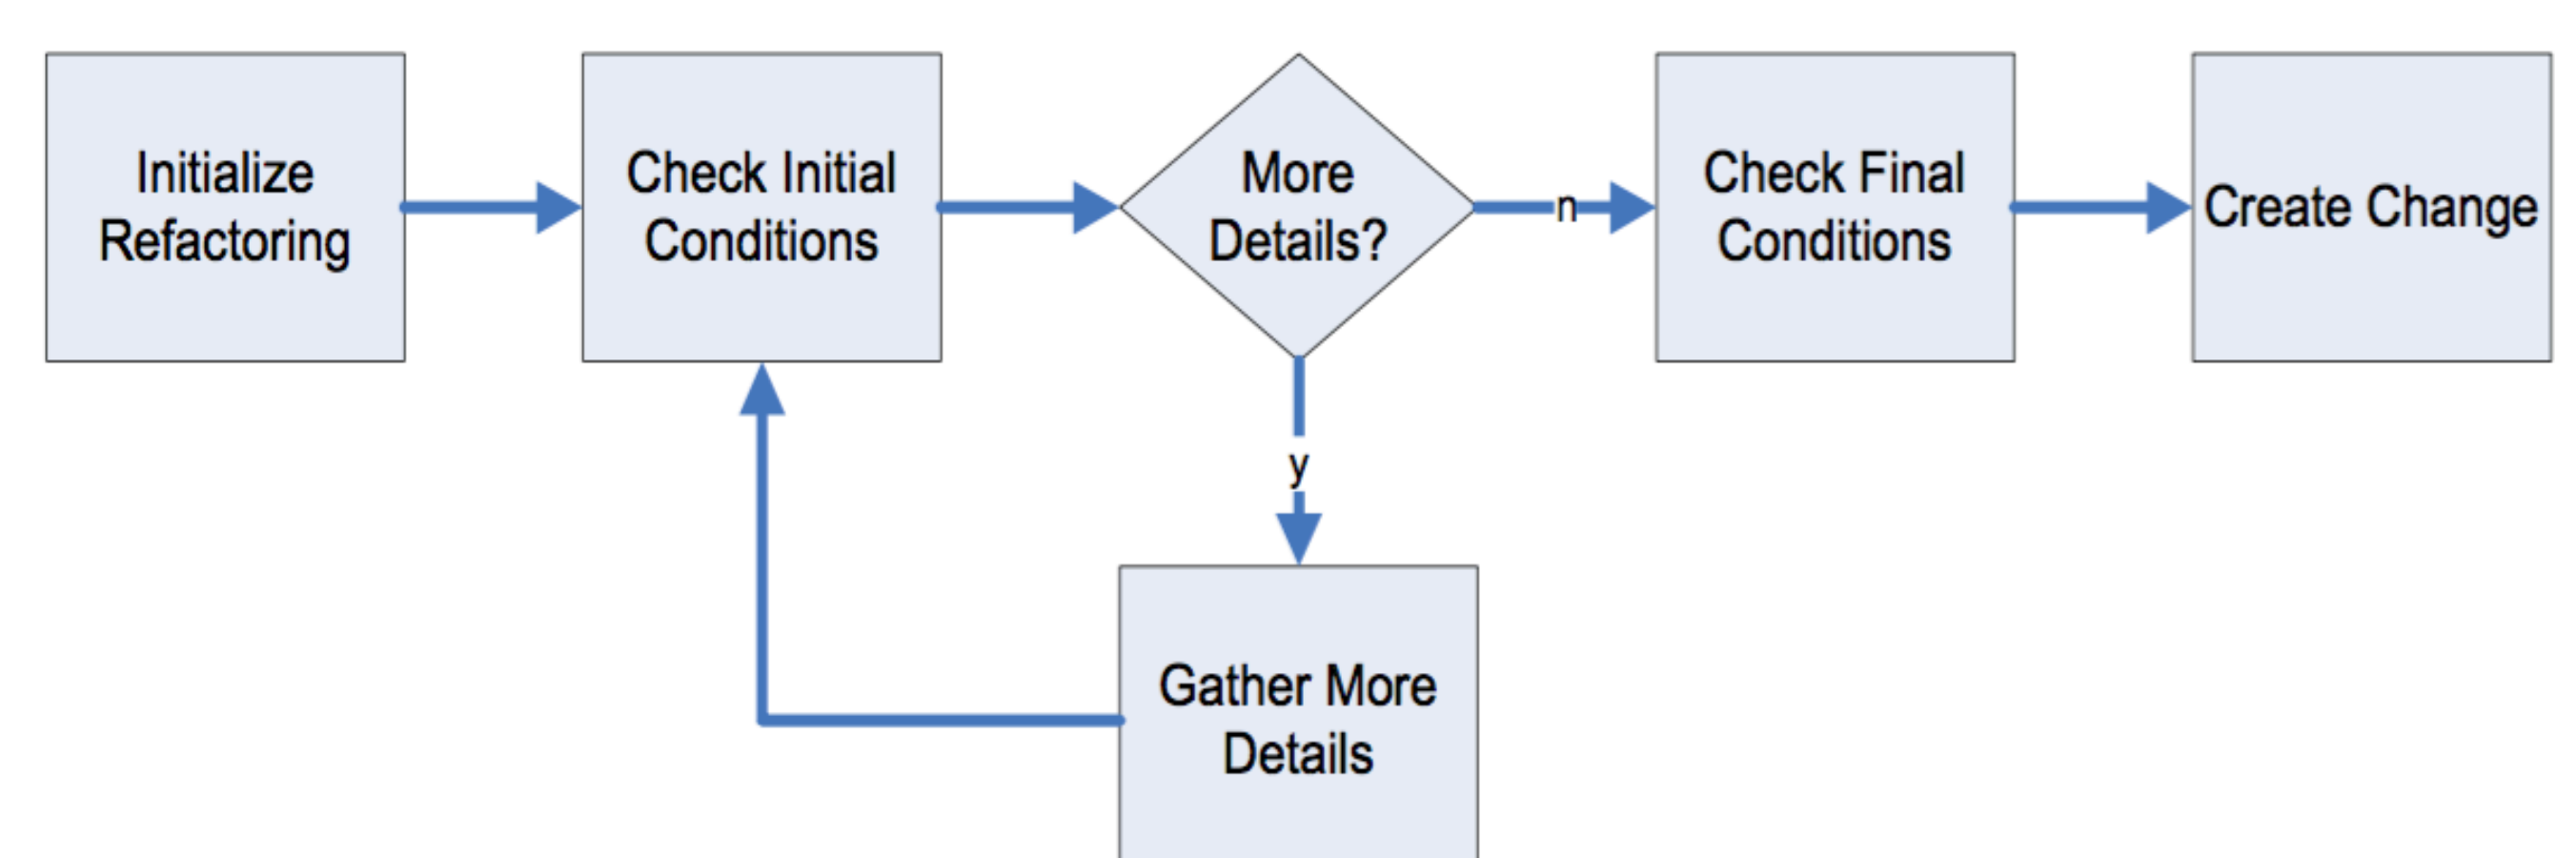 Initialize
Refactoring
Check Initial
Conditions
More
Details?
n
Check Final
Conditions
Create Change
y
Gather More
Details